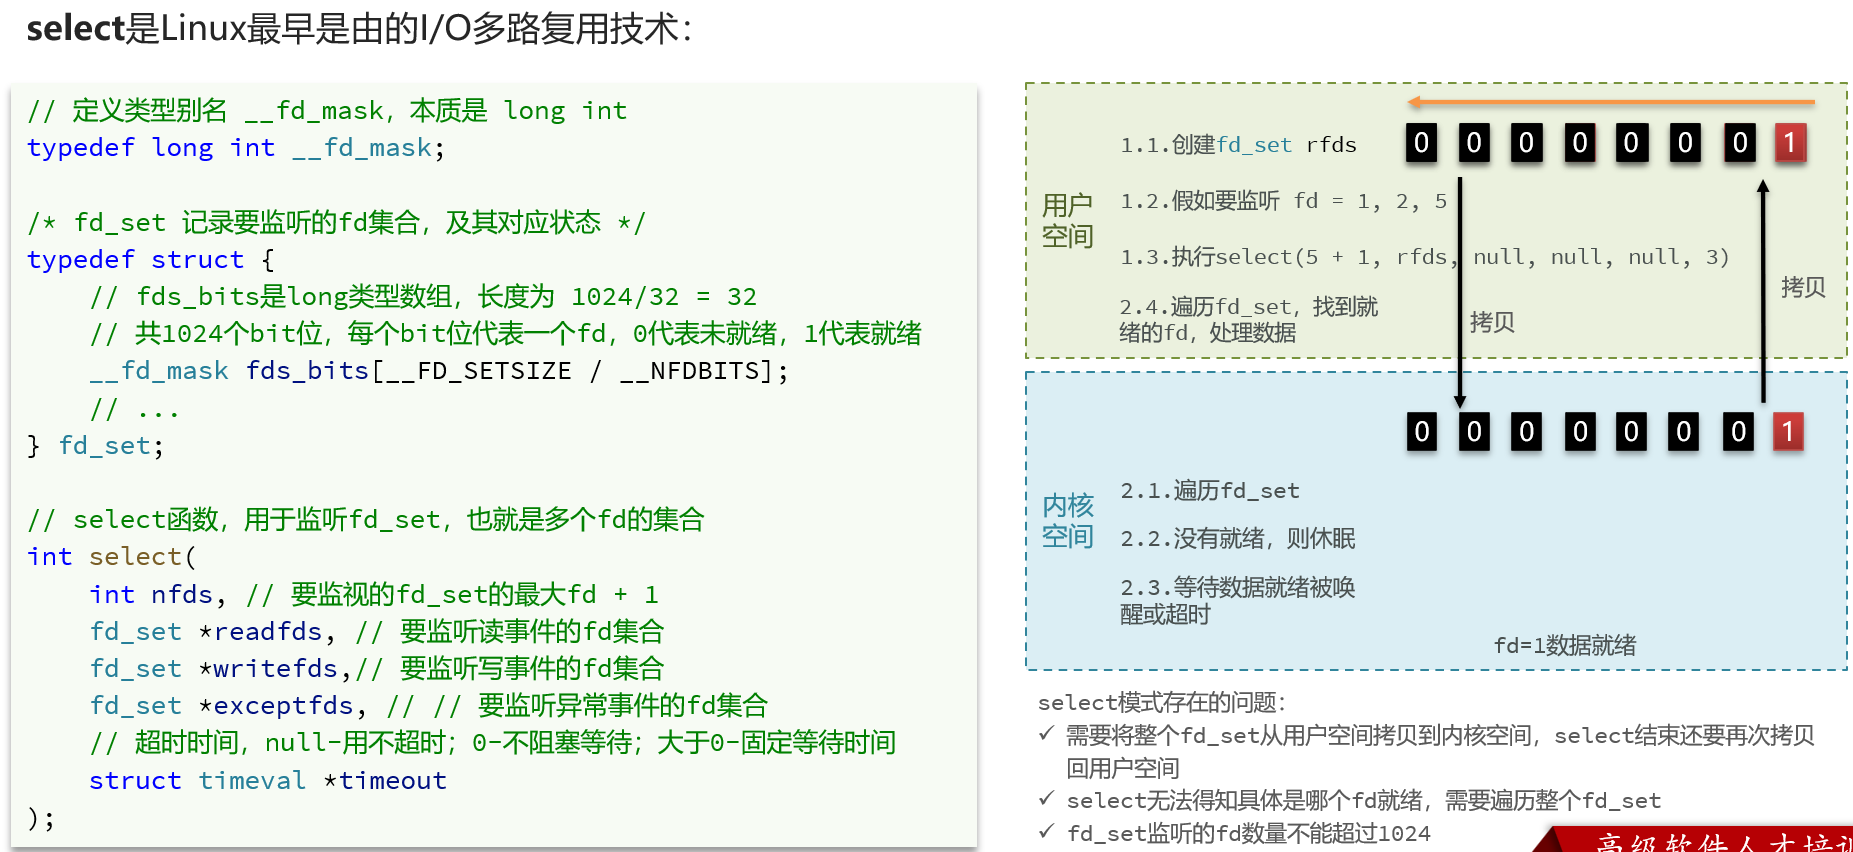 select是Linux最早是由的I/O多路复用技术：
// 定义类型别名 __fd_mask，本质是 long int
typedef long int __fd_mask;
/* fd_set 记录要监听的fd集合，及其对应状态 */
typedef struct {
// fds_bits是long类型数组，长度为 1024/32 = 32
// 共1024个bit位，每个bit位代表一个fd，0代表未就绪，1代表就绪
__fd_mask fds_bits[__FD_SETSIZE / __NFDBITS];
// ...
} fd_set;
// select函数，用于监听fd_set，也就是多个fd的集合
int select(
int nfds, // 要监视的fd_set的最大fd + 1
fd_set *readfds, // 要监听读事件的fd集合
fd_set *writefds,// 要监听写事件的fd集合
fd_set *exceptfds, // // 要监听异常事件的fd集合
// 超时时间，null-用不超时；0-不阻塞等待；大于0-固定等待时间
struct timeval *timeout
);
用户
空间
1.1.创建fd_set rfds
0 0 0 0 0 0 0 1
1.2.假如要监听 fd = 1, 2, 5
1.3.执行select(5 + 1, rfds, null, null, null, 3)
2.4.遍历fd_set，找到就
绪的fd，处理数据
拷贝
拷贝
内核
空间
0 0 0 0 0 0 0 1
2.1.遍历fd_set
2.2.没有就绪，则休眠
2.3.等待数据就绪被唤
醒或超时
fd=1数据就绪
select模式存在的问题：
✓ 需要将整个fd_set从用户空间拷贝到内核空间，select结束还要再次拷贝
回用户空间
✓ select无法得知具体是哪个fd就绪，需要遍历整个fd_set
✓ fd_set监听的fd数量不能超过1024
高级软件人才培训